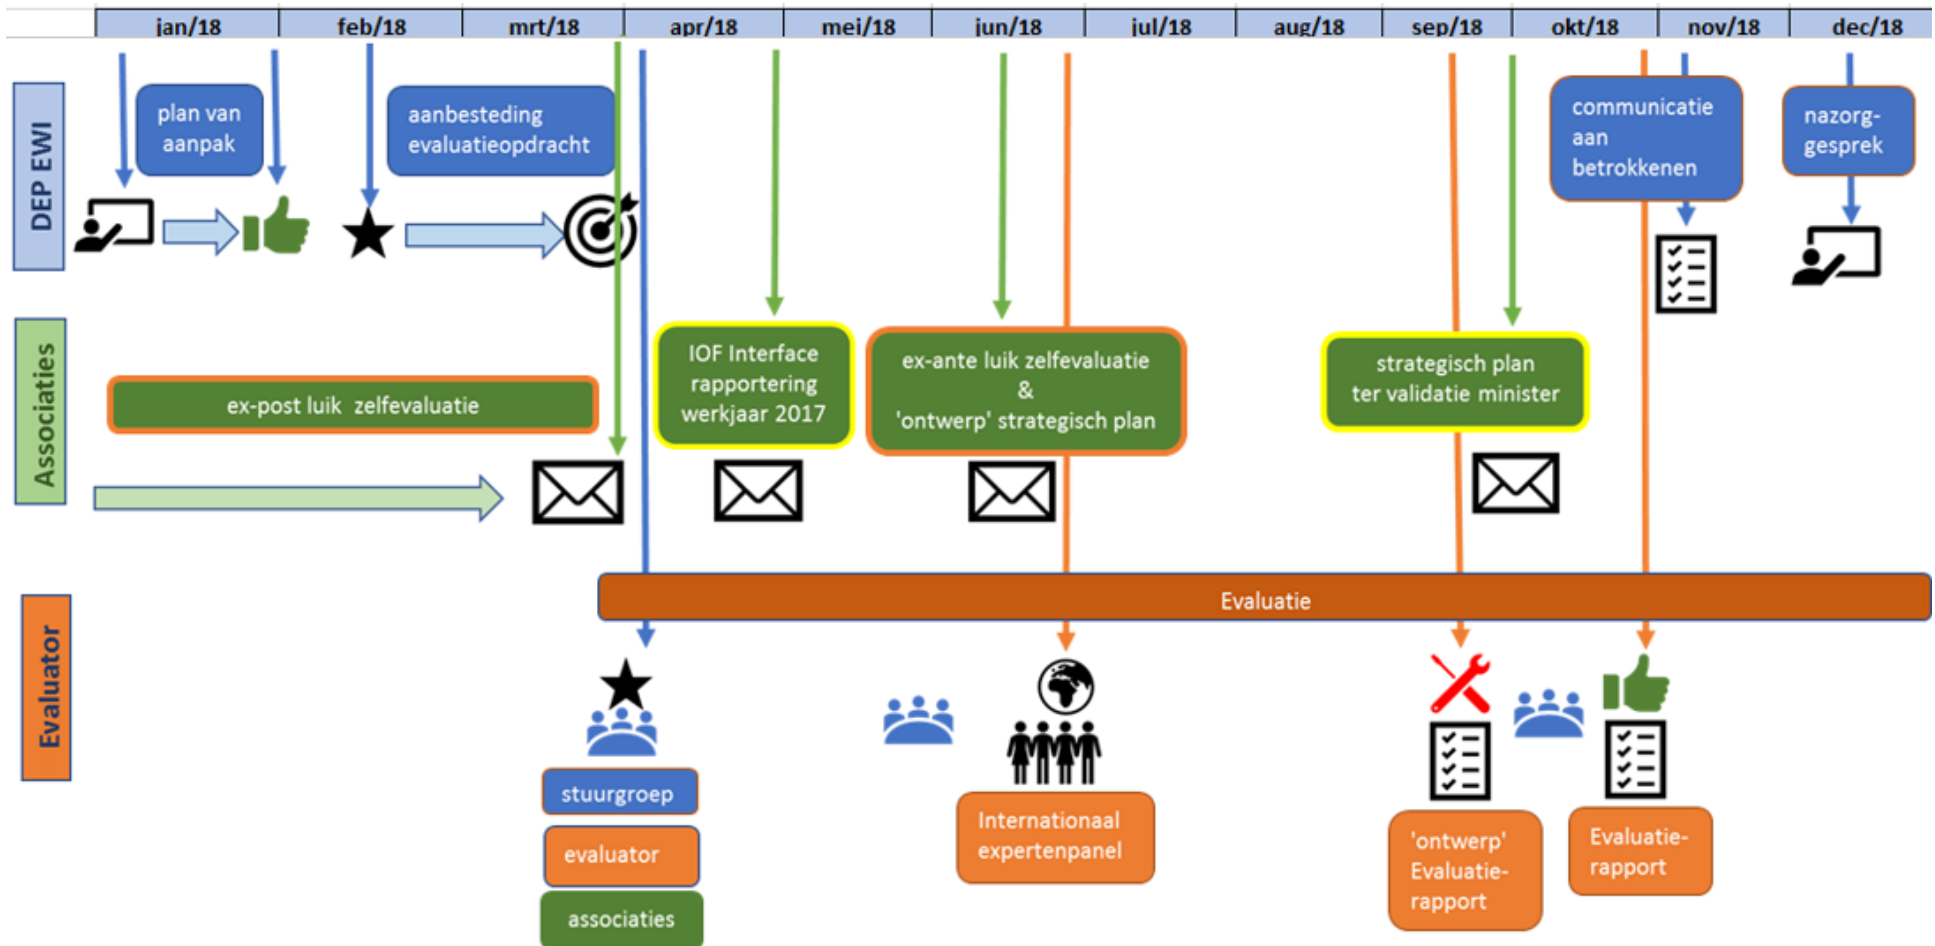 jan/18
feb/18
mrt/18
apr/18
mei/18
jun/18
jul/18
aug/18
sep/18
okt/18
nov/18
dec/18
DEP EWI
plan van
aanpak
aanbesteding
evaluatieopdracht
communicatie
aan
betrokkenen
nazorg-
gesprek
Associaties
ex-post luik zelfevaluatie
IOF Interface
rapportering
werkjaar 2017
ex-ante luik zelfevaluatie
&
'ontwerp' strategisch plan
strategisch plan
ter validatie minister
Evaluator
Evaluatie
stuurgroep
evaluator
associaties
Internationaal
expertenpanel
'ontwerp'
Evaluatie-
rapport
Evaluatie-
rapport